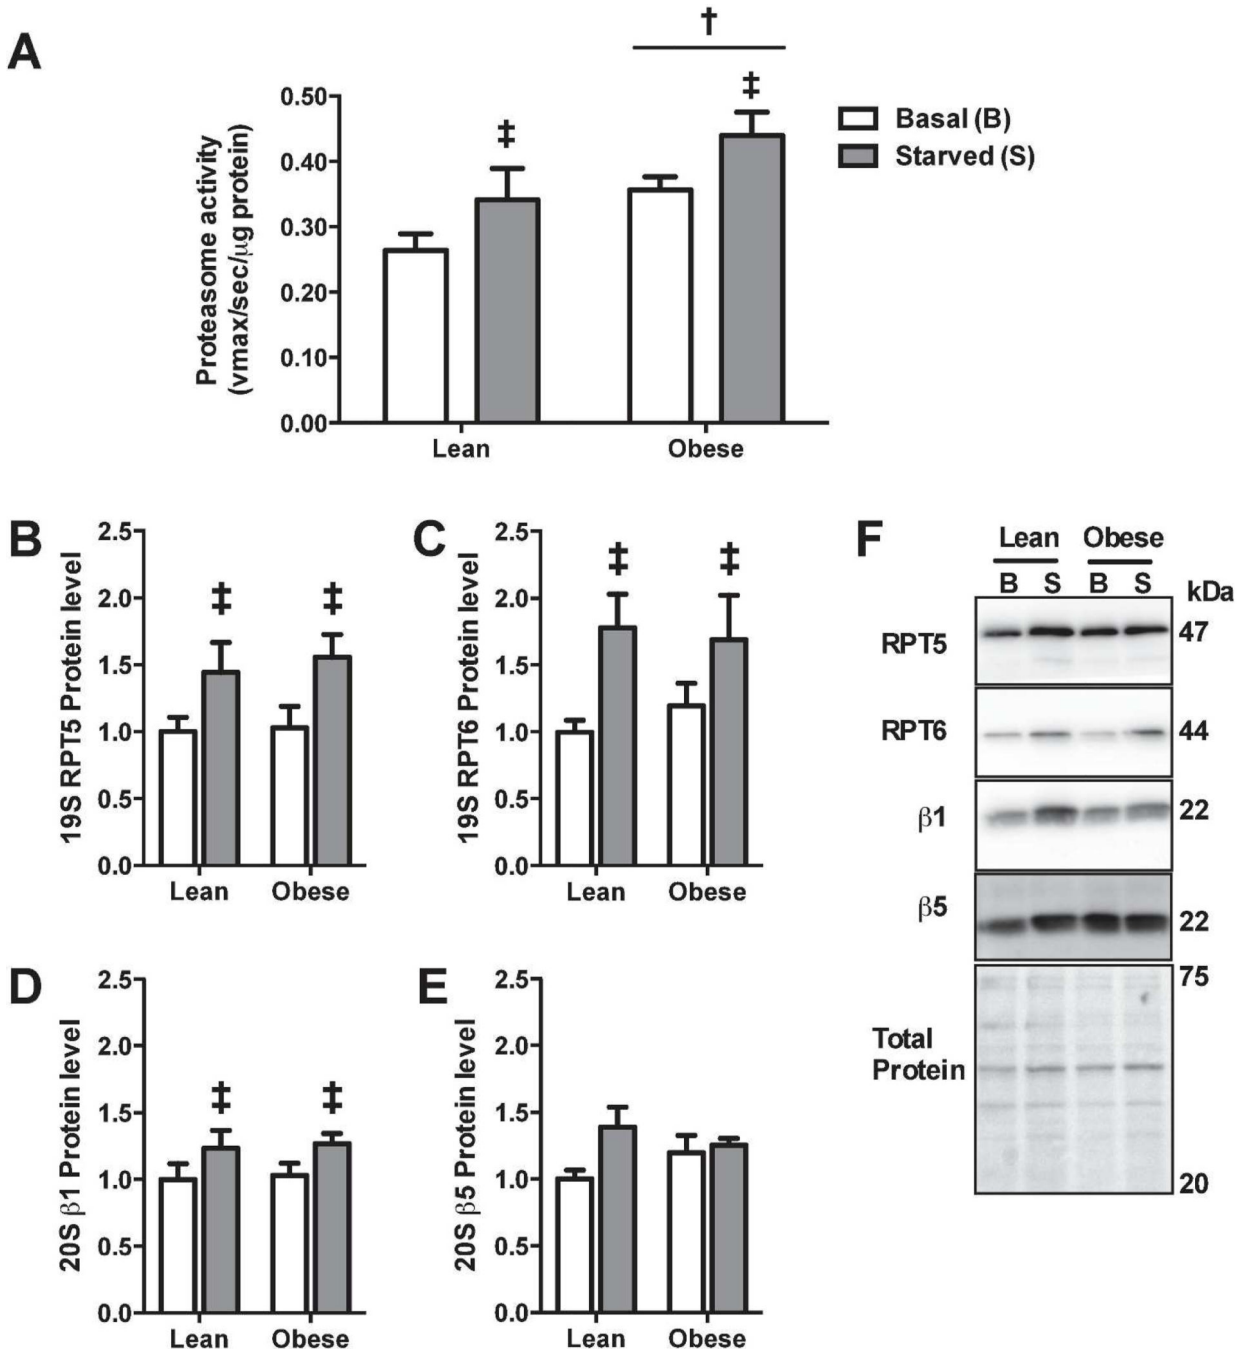 A
†
‡
‡
0.50
0.40
0.30
0.20
0.10
0.00
Proteasome activity
(vmax/sec/µg protein)
Lean Obese
Basal (B)
Starved (S)
B
19S RPT5 Protein level
2.5
2.0
1.5
1.0
0.5
0.0
‡ ‡
Lean Obese
C
19S RPT6 Protein level
2.5
2.0
1.5
1.0
0.5
0.0
‡ ‡
Lean Obese
D
20S β1 Protein level
2.5
2.0
1.5
1.0
0.5
0.0
‡ ‡
Lean Obese
E
20S β5 Protein level
2.5
2.0
1.5
1.0
0.5
0.0
Lean Obese
F
Lean Obese
B S B S kDa
RPT5 47
RPT6 44
β1 22
β5 22
75
Total
Protein
20